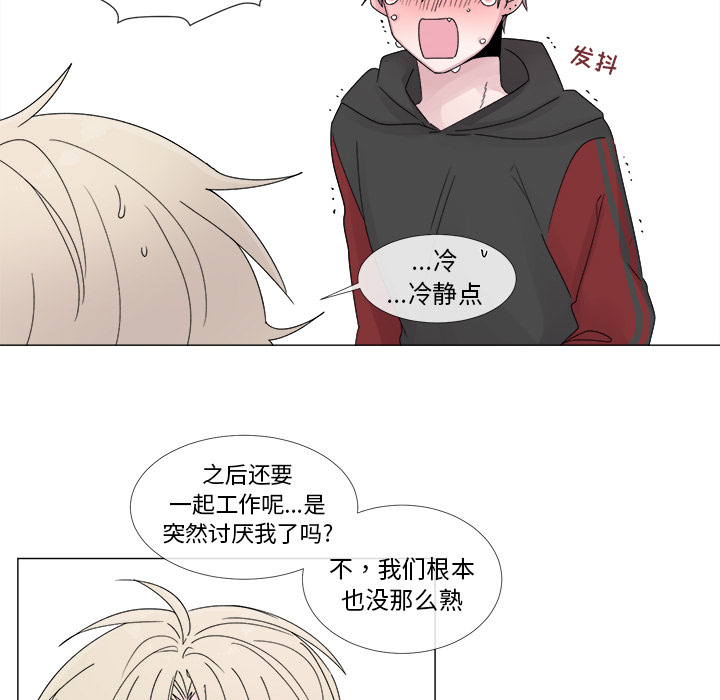 发抖
...冷
...冷静点
之后还要
一起工作呢...是
突然讨厌我了吗?
不，我们根本
也没那么熟